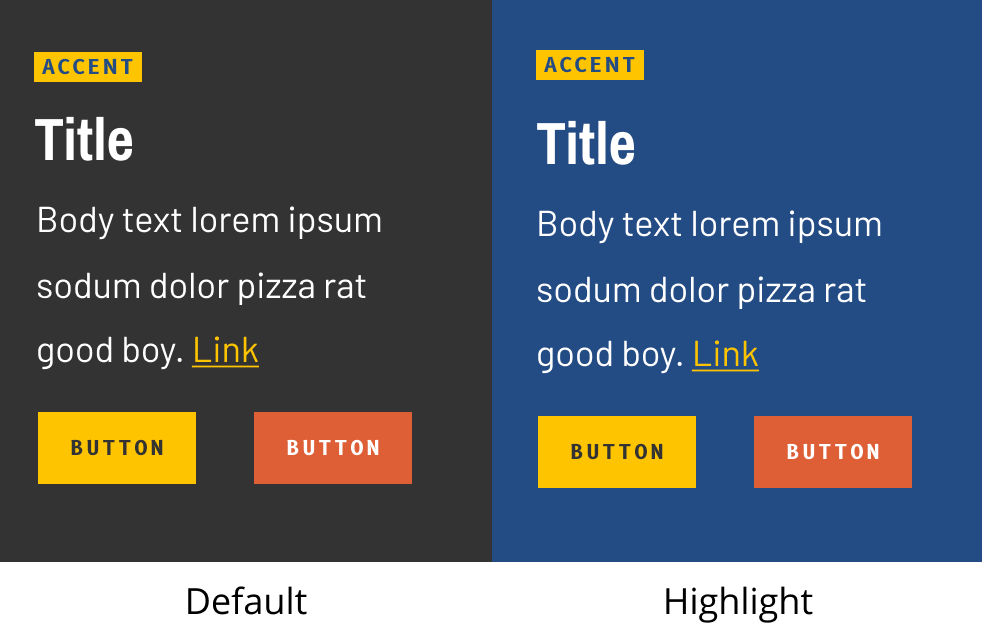 ACCENT
Title
Body text lorem ipsum
sodum dolor pizza rat
good boy. Link
BUTTON
BUTTON
Default
ACCENT
Title
Body text lorem ipsum
sodum dolor pizza rat
good boy. Link
BUTTON
BUTTON
Highlight